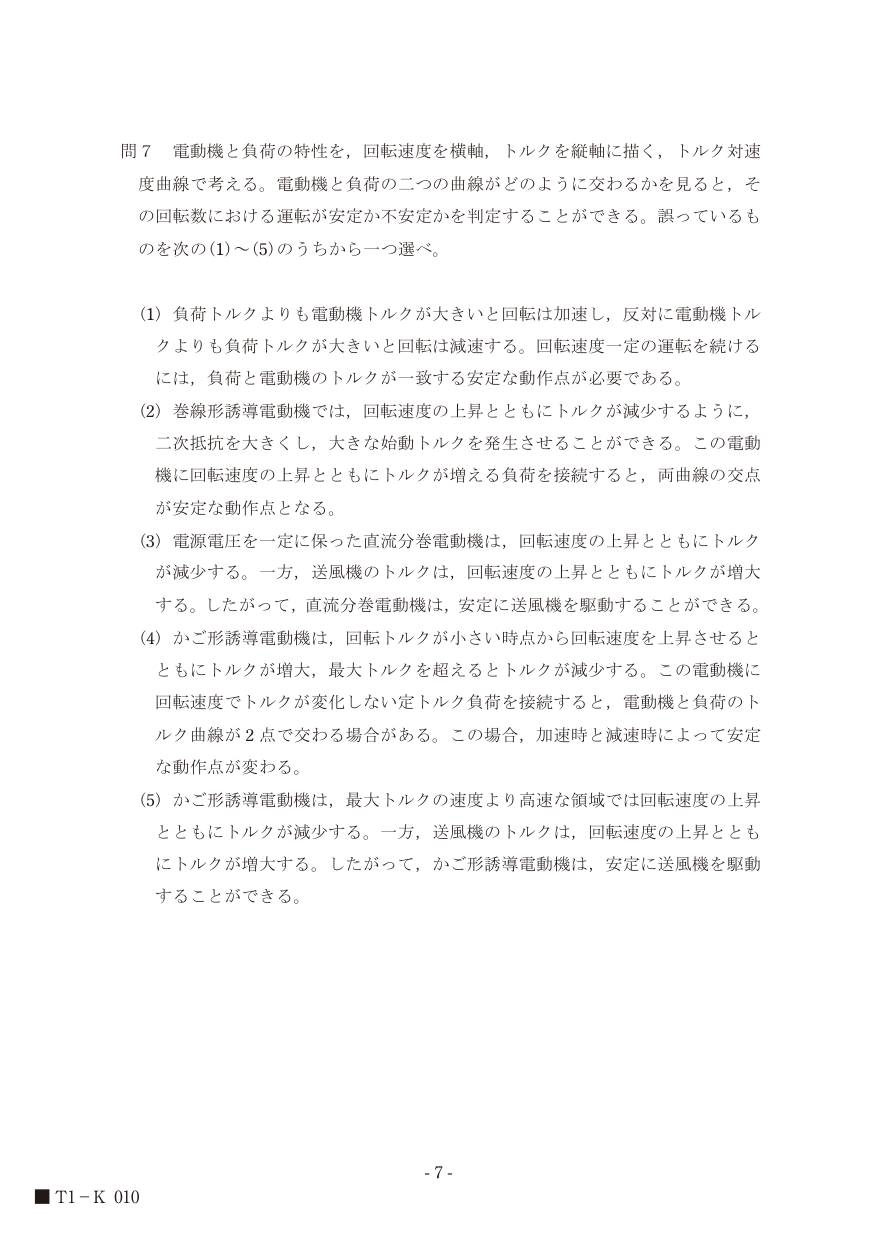 問７　電動機と負荷の特性を，回転速度を横軸，トルクを縦軸に描く，トルク対速
度曲線で考える。電動機と負荷の二つの曲線がどのように交わるかを見ると，そ
の回転数における運転が安定か不安定かを判定することができる。誤っているも
のを次の(1)～(5)のうちから一つ選べ。
(1) 負荷トルクよりも電動機トルクが大きいと回転は加速し，反対に電動機トル
クよりも負荷トルクが大きいと回転は減速する。回転速度一定の運転を続ける
には，負荷と電動機のトルクが一致する安定な動作点が必要である。
(2) 巻線形誘導電動機では，回転速度の上昇とともにトルクが減少するように，
二次抵抗を大きくし，大きな始動トルクを発生させることができる。この電動
機に回転速度の上昇とともにトルクが増える負荷を接続すると，両曲線の交点
が安定な動作点となる。
(3) 電源電圧を一定に保った直流分巻電動機は，回転速度の上昇とともにトルク
が減少する。一方，送風機のトルクは，回転速度の上昇とともにトルクが増大
する。したがって，直流分巻電動機は，安定に送風機を駆動することができる。
(4) かご形誘導電動機は，回転トルクが小さい時点から回転速度を上昇させると
ともにトルクが増大，最大トルクを超えるとトルクが減少する。この電動機に
回転速度でトルクが変化しない定トルク負荷を接続すると，電動機と負荷のト
ルク曲線が 2 点で交わる場合がある。この場合，加速時と減速時によって安定
な動作点が変わる。
(5) かご形誘導電動機は，最大トルクの速度より高速な領域では回転速度の上昇
とともにトルクが減少する。一方，送風機のトルクは，回転速度の上昇ととも
にトルクが増大する。したがって，かご形誘導電動機は，安定に送風機を駆動
することができる。
- 7 -
■ T1－K 010